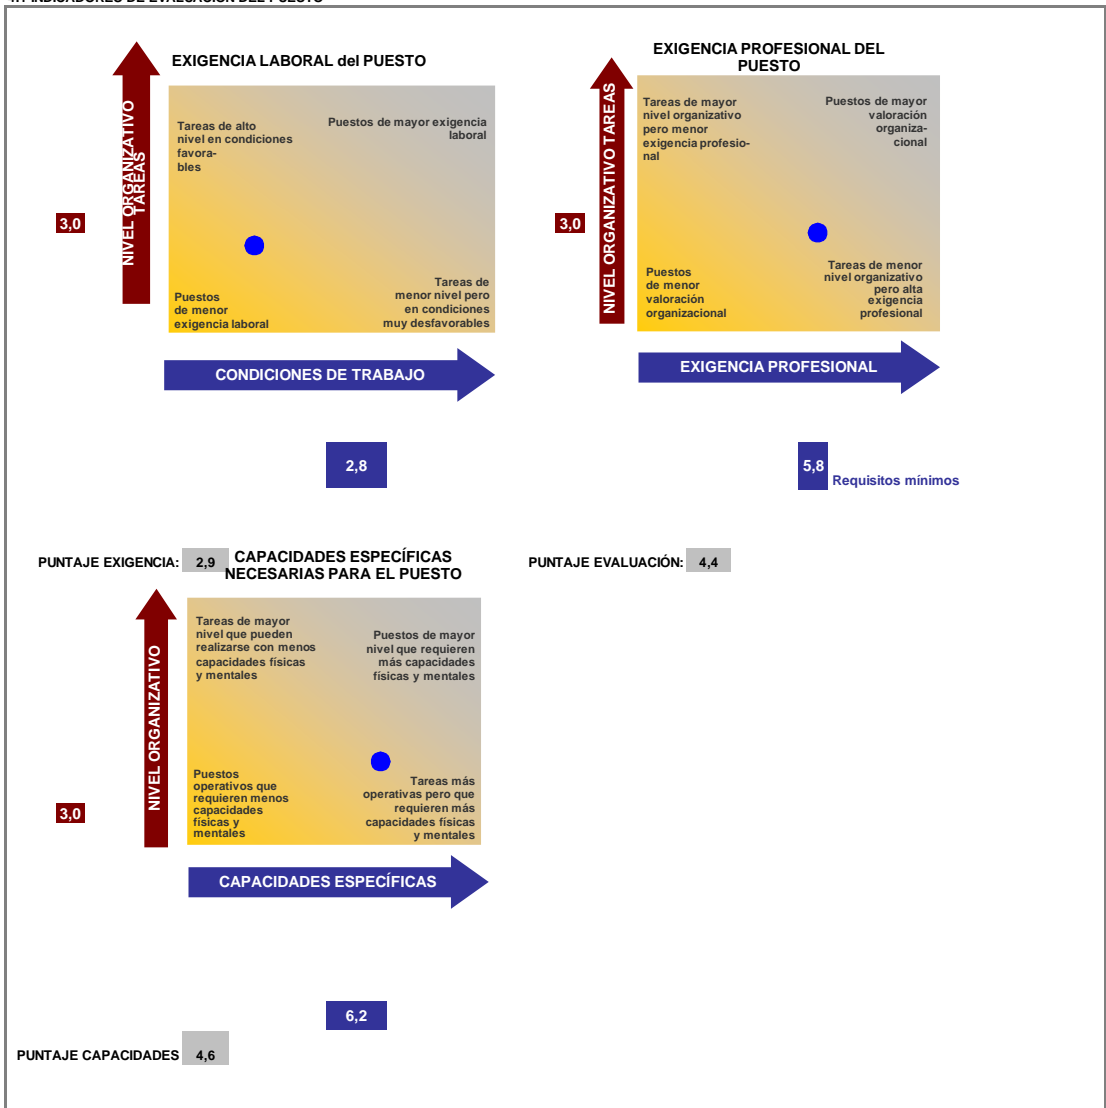 4.1 INDICADORES DE EVALUACIÓN DEL PUESTO
EXIGENCIA LABORAL del PUESTO
NIVEL ORGANIZATIVO
TAREAS
Tareas de alto
nivel en condiciones
favora-
bles
Puestos de mayor exigencia
laboral
3,0
Puestos
de menor
exigencia laboral
Tareas de
menor nivel pero
en condiciones
muy desfavorables
CONDICIONES DE TRABAJO
2,8
PUNTAJE EXIGENCIA: 2,9
EXIGENCIA PROFESIONAL DEL
PUESTO
NIVEL ORGANIZATIVO TAREAS
Tareas de mayor
nivel organizativo
pero menor
exigencia profesio-
nal
Puestos de mayor
valoración
organiza-
cional
3,0
Puestos
de menor
valoración
organizacional
Tareas de menor
nivel organizativo
pero alta
exigencia
profesional
EXIGENCIA PROFESIONAL
5,8
Requisitos mínimos
PUNTAJE EVALUACIÓN: 4,4
CAPACIDADES ESPECÍFICAS
NECESARIAS PARA EL PUESTO
NIVEL ORGANIZATIVO
Tareas de mayor
nivel que pueden
realizarse con menos
capacidades físicas
y mentales
Puestos de mayor
nivel que requieren
más capacidades
físicas y mentales
3,0
Puestos
operativos que
requieren menos
capacidades
físicas y
mentales
Tareas más
operativas pero que
requieren más
capacidades físicas
y mentales
CAPACIDADES ESPECÍFICAS
6,2
PUNTAJE CAPACIDADES 4,6